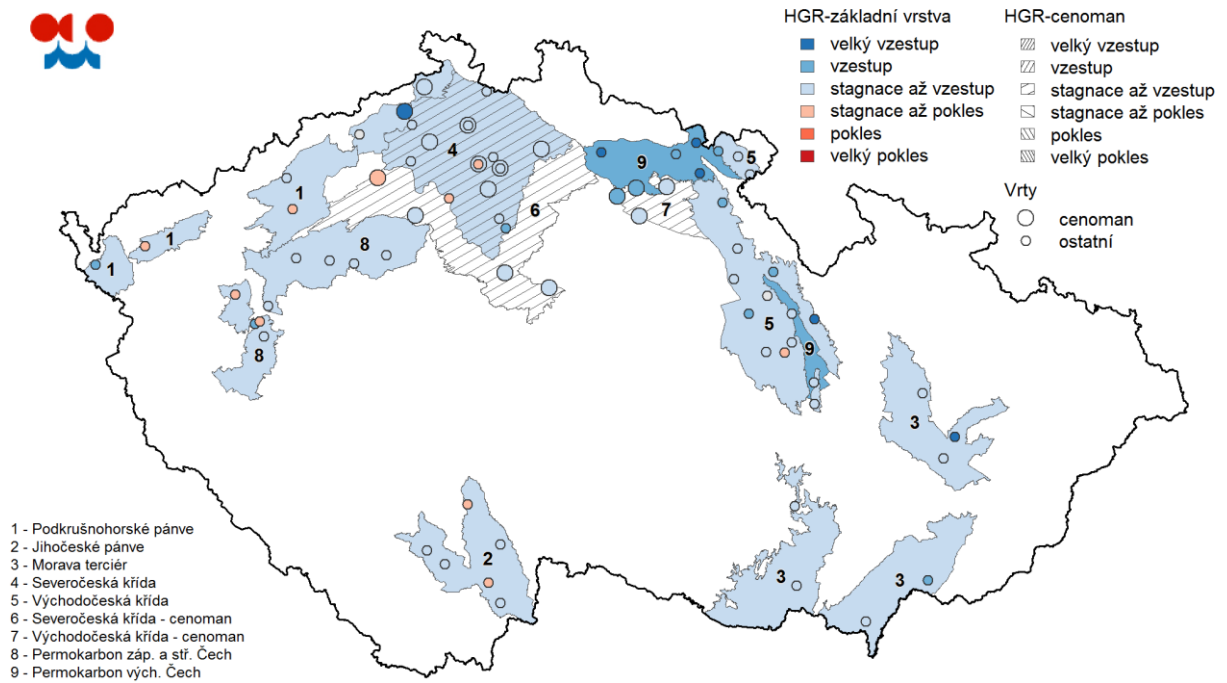 HGR-základní vrstva
velký vzestup
vzestup
stagnace až vzestup
stagnace až pokles
pokles
velký pokles
HGR-cenoman
velký vzestup
vzestup
stagnace až vzestup
stagnace až pokles
pokles
velký pokles
Vrty
cenoman
ostatní
4
9
5
1
7
6
1
8
1
5
9
8
3
2
3
3
1 - Podkrušnohorské pánve
2 - Jihočeské pánve
3 - Morava terciér
4 - Severočeská křída
5 - Východočeská křída
6 - Severočeská křída - cenoman
7 - Východočeská křída - cenoman
8 - Permokarbon záp. a stř. Čech
9 - Permokarbon vých. Čech